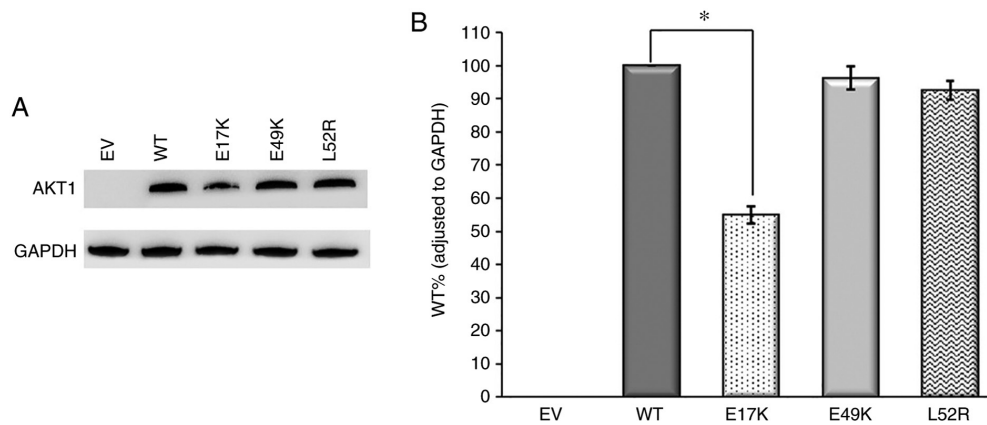 A
EV
WT
E17K
E49K
L52R
AKT1
GAPDH
B
*
WT% (adjusted to GAPDH)
110
100
90
80
70
60
50
40
30
20
10
0
EV
WT
E17K
E49K
L52R